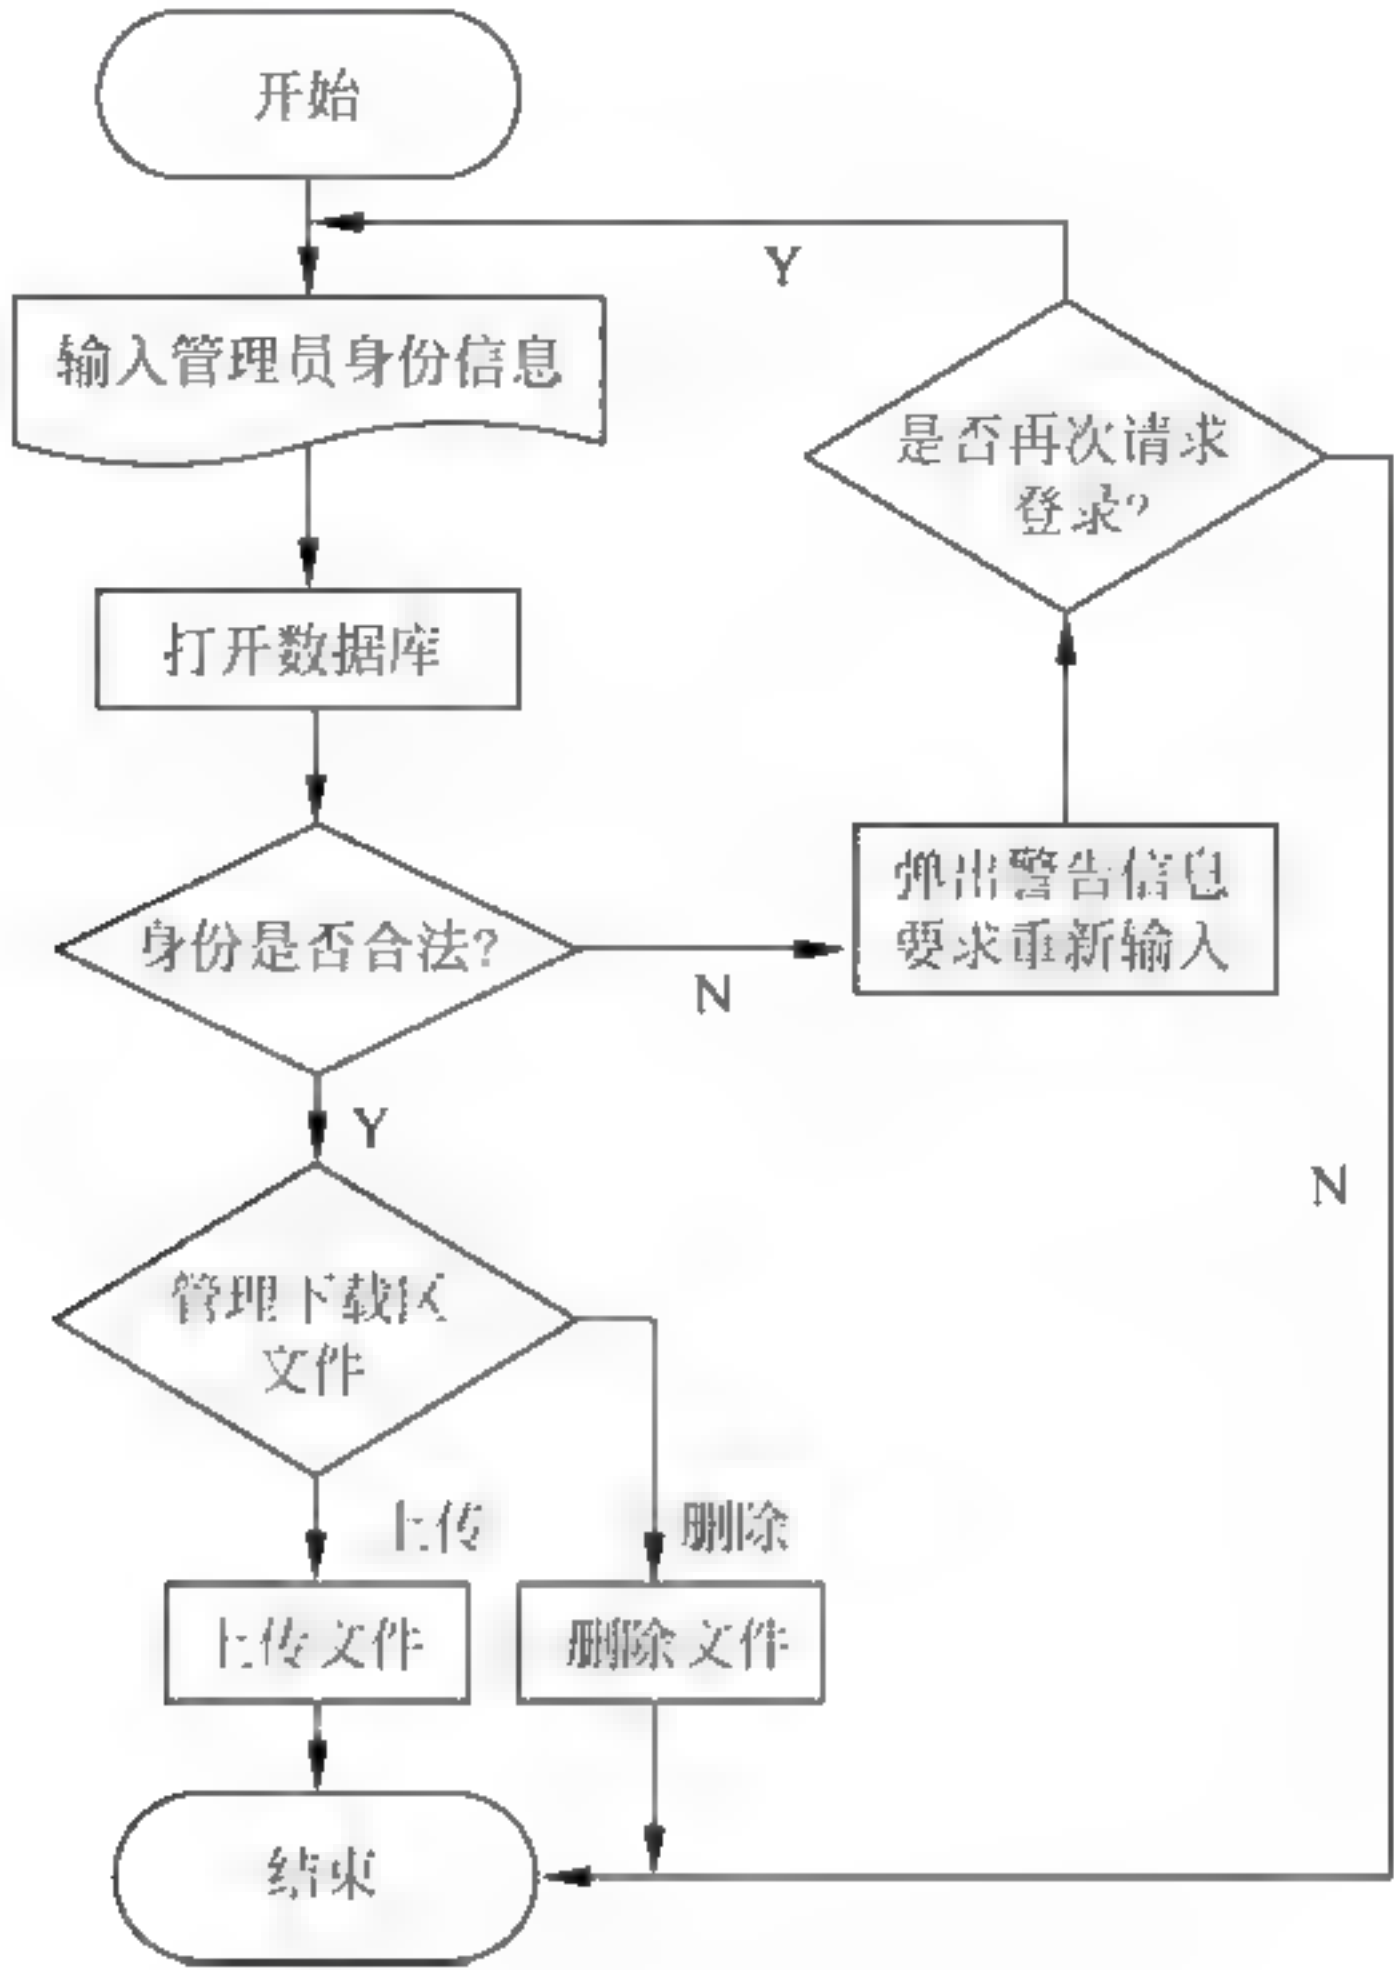 开始
Y
输入管理员身份信息
是否再次请求
登录?
打开数据库
弹出警告信息
要求重新输入
身份是否合法?
N
Y
N
管理下载区
文件
上传
删除
上传文件
删除文件
结束